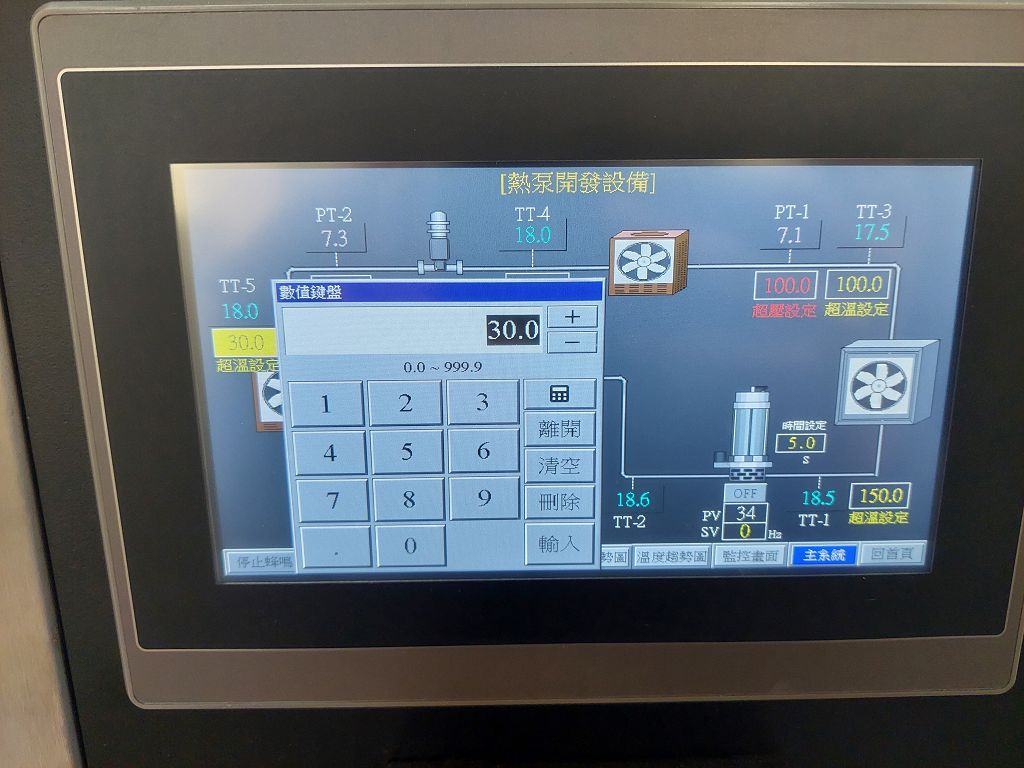 [熱泵開發設備]
PT-2
7.3
TT-4
18.0
PT-1
7.1
TT-3
17.5
TT-5
18.0
30.0
超溫設定
100.0
超壓設定
100.0
超溫設定
數值鍵盤
30.0
+
−
0.0 ~ 999.9
1 2 3
離開
4 5 6
清空
7 8 9
刪除
. 0
輸入
時間設定
5.0
S
18.6
TT-2
OFF
PV 34
SV 0 Hz
18.5
TT-1
150.0
超溫設定
停止蜂鳴
勢圖
溫度趨勢圖
監控畫面
主系統
回首頁